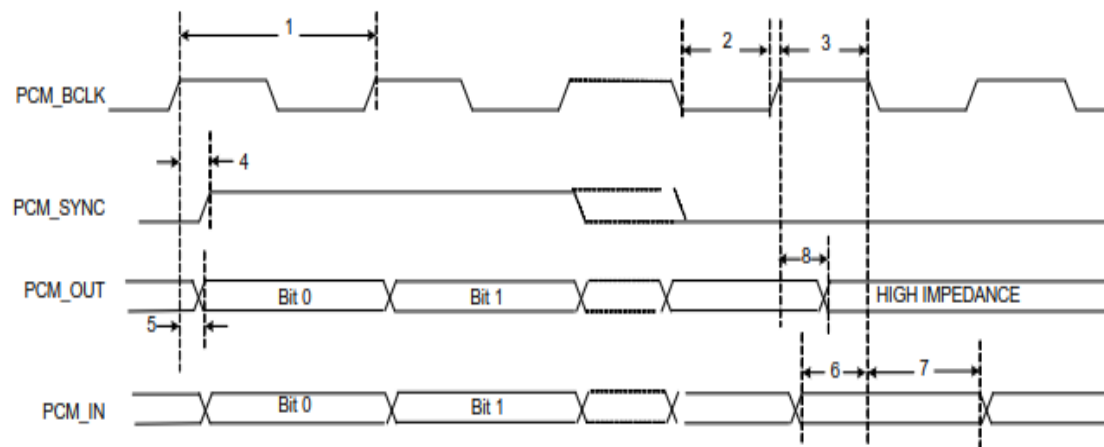 1
2
3
PCM_BCLK
4
PCM_SYNC
8
PCM_OUT
Bit 0
Bit 1
HIGH IMPEDANCE
5
6
7
PCM_IN
Bit 0
Bit 1